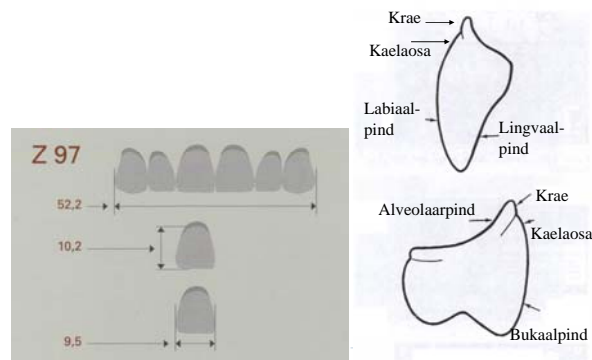 Z 97
52,2
10,2
9,5
Krae
Kaelaosa
Labiaal-
pind
Lingvaal-
pind
Krae
Alveolaarpind
Kaelaosa
Bukaalpind